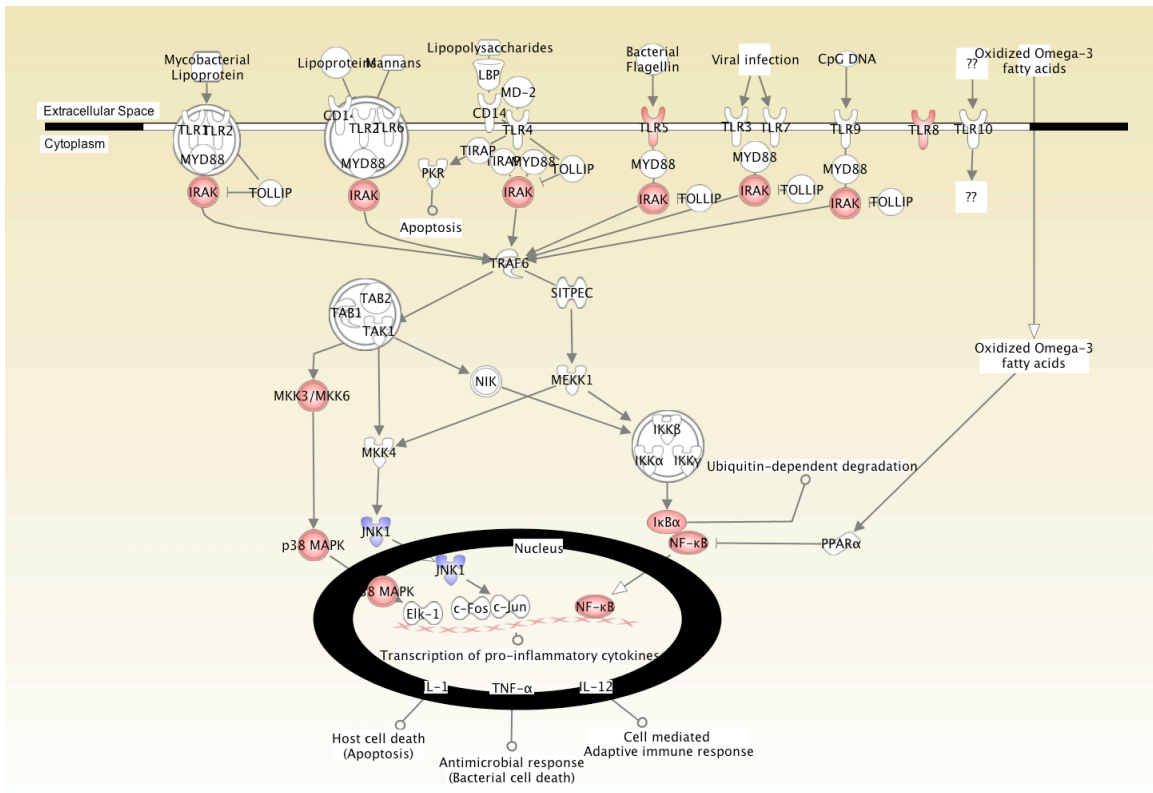 Mycobacterial
Lipoprotein
Lipoproteins
Mannans
Lipopolysaccharides
LBP
MD-2
Bacterial
Flagellin
Viral infection
CpG DNA
??
Oxidized Omega-3
fatty acids
Extracellular Space
Cytoplasm
TLR1
TLR2
MYD88
IRAK
TOLLIP
CD14
TLR2
TLR6
MYD88
IRAK
CD14
TLR4
PKR
TIRAP
TIRAP
MYD88
TOLLIP
IRAK
Apoptosis
TLR5
MYD88
IRAK
TOLLIP
TLR3
TLR7
MYD88
IRAK
TOLLIP
TLR9
MYD88
IRAK
TOLLIP
TLR8
TLR10
??
TRAF6
TAB2
TAB1
TAK1
SITPEC
Oxidized Omega-3
fatty acids
MKK3/MKK6
NIK
MEKK1
MKK4
IKKβ
IKKα
IKKγ
Ubiquitin-dependent degradation
IκBα
NF-κB
PPARα
JNK1
p38 MAPK
Nucleus
JNK1
38 MAPK
Elk-1
c-Fos
c-Jun
NF-κB
Transcription of pro-inflammatory cytokines
IL-1
TNF-α
IL-12
Host cell death
(Apoptosis)
Antimicrobial response
(Bacterial cell death)
Cell mediated
Adaptive immune response